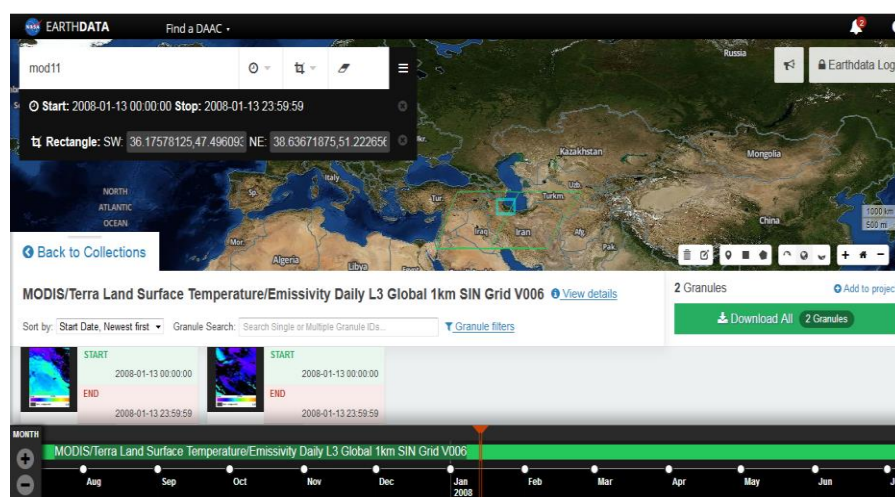 EARTHDATA Find a DAAC
2
mod11
Earthdata Log
Start: 2008-01-13 00:00:00 Stop: 2008-01-13 23:59:59
Rectangle: SW: 36.17578125,47.49609 NE: 38.63671875,51.222656
Russia
Kazakhstan
Mongolia
Italy
Sp.
Tur.
Turkm.
Uzb.
NORTH
ATLANTIC
OCEAN
Mor.
Algeria
Libya
Iraq
Iran
Afg.
Pak.
China
1000 km
500 mi
Back to Collections
MODIS/Terra Land Surface Temperature/Emissivity Daily L3 Global 1km SIN Grid V006 View details
2 Granules Add to projec
Download All 2 Granules
Sort by: Start Date, Newest first Granule Search: Search Single or Multiple Granule IDs... Granule filters
START START
2008-01-13 00:00:00 2008-01-13 00:00:00
END END
2008-01-13 23:59:59 2008-01-13 23:59:59
MONTH
MODIS/Terra Land Surface Temperature/Emissivity Daily L3 Global 1km SIN Grid V006
Aug Sep Oct Nov Dec Jan Feb Mar Apr May Jun
2008